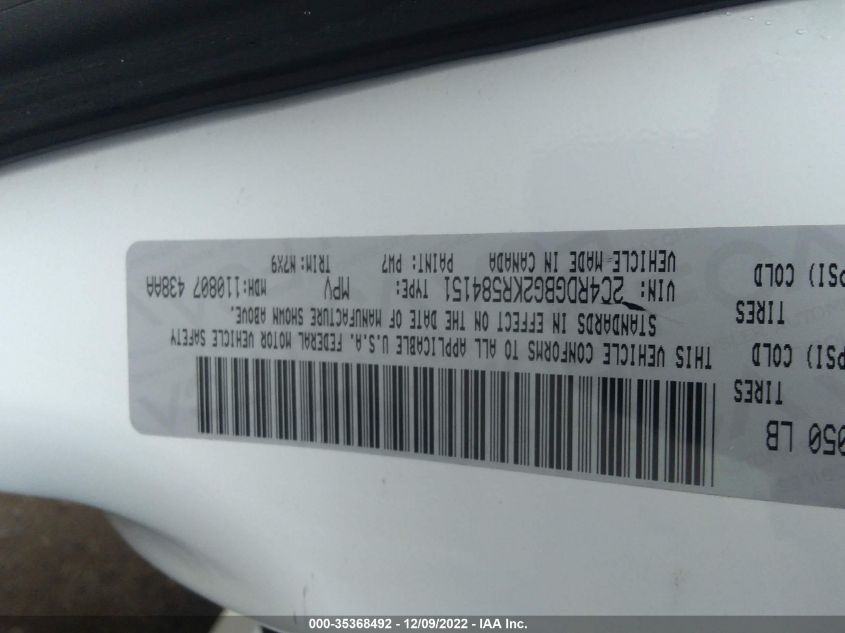 050 LB
TIRES
PSI) COLD
TIRES
PSI) COLD
THIS VEHICLE CONFORMS TO ALL APPLICABLE U.S.A. FEDERAL MOTOR VEHICLE SAFETY
STANDARDS IN EFFECT ON THE DATE OF MANUFACTURE SHOWN ABOVE.
VIN: 2C4RDGBG2KR584151 TYPE: MPV MDH:110807 438AA
VEHICLE MADE IN CANADA PAINT: PW7 TRIM: N7X9
000-35368492 - 12/09/2022 - IAA Inc.